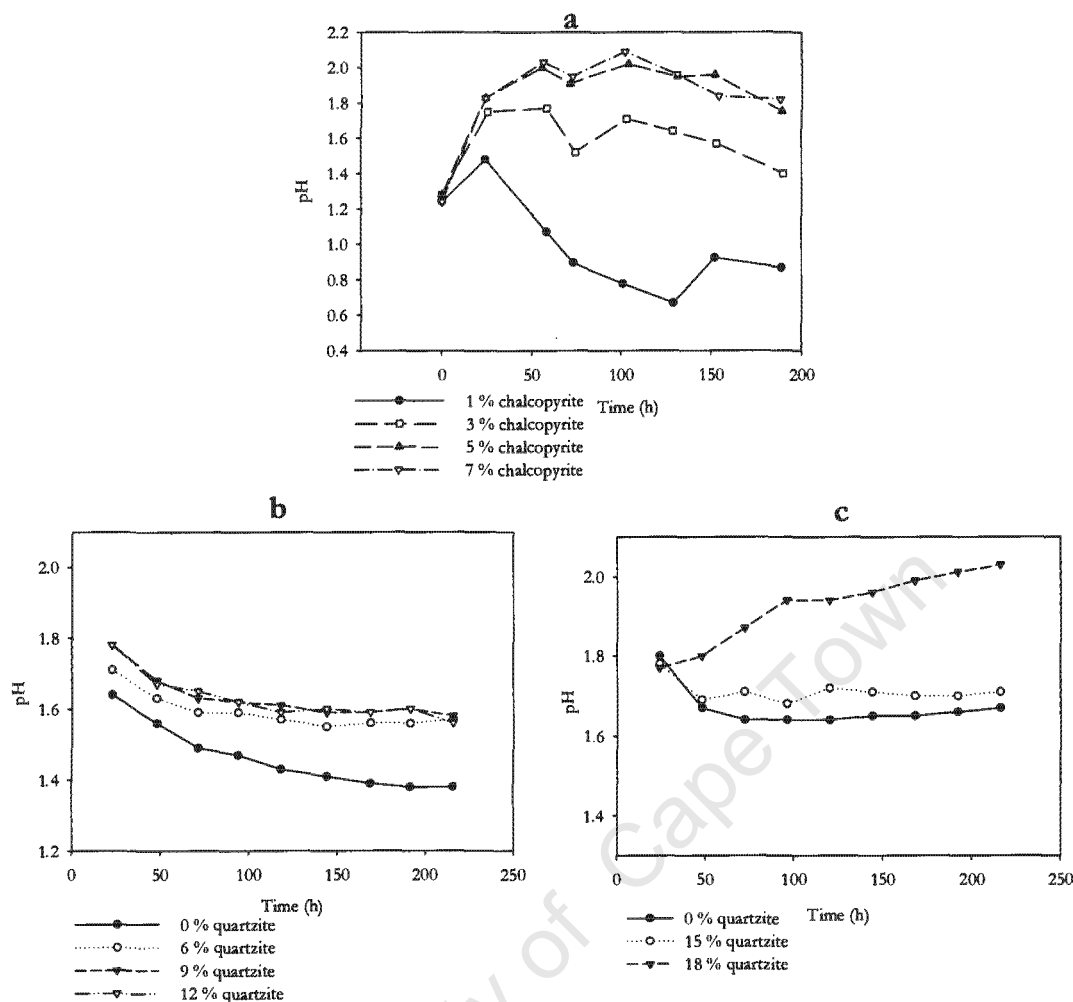 a
2.2
2.0
1.8
1.6
1.4
1.2
1.0
0.8
0.6
0.4
pH
0 50 100 150 200
Time (h)
1 % chalcopyrite
3 % chalcopyrite
5 % chalcopyrite
7 % chalcopyrite
b
2.0
1.8
1.6
1.4
1.2
pH
0 50 100 150 200 250
Time (h)
0 % quartzite
6 % quartzite
9 % quartzite
12 % quartzite
c
2.0
1.8
1.6
1.4
pH
0 50 100 150 200 250
Time (h)
0 % quartzite
15 % quartzite
18 % quartzite
y of Cape Town